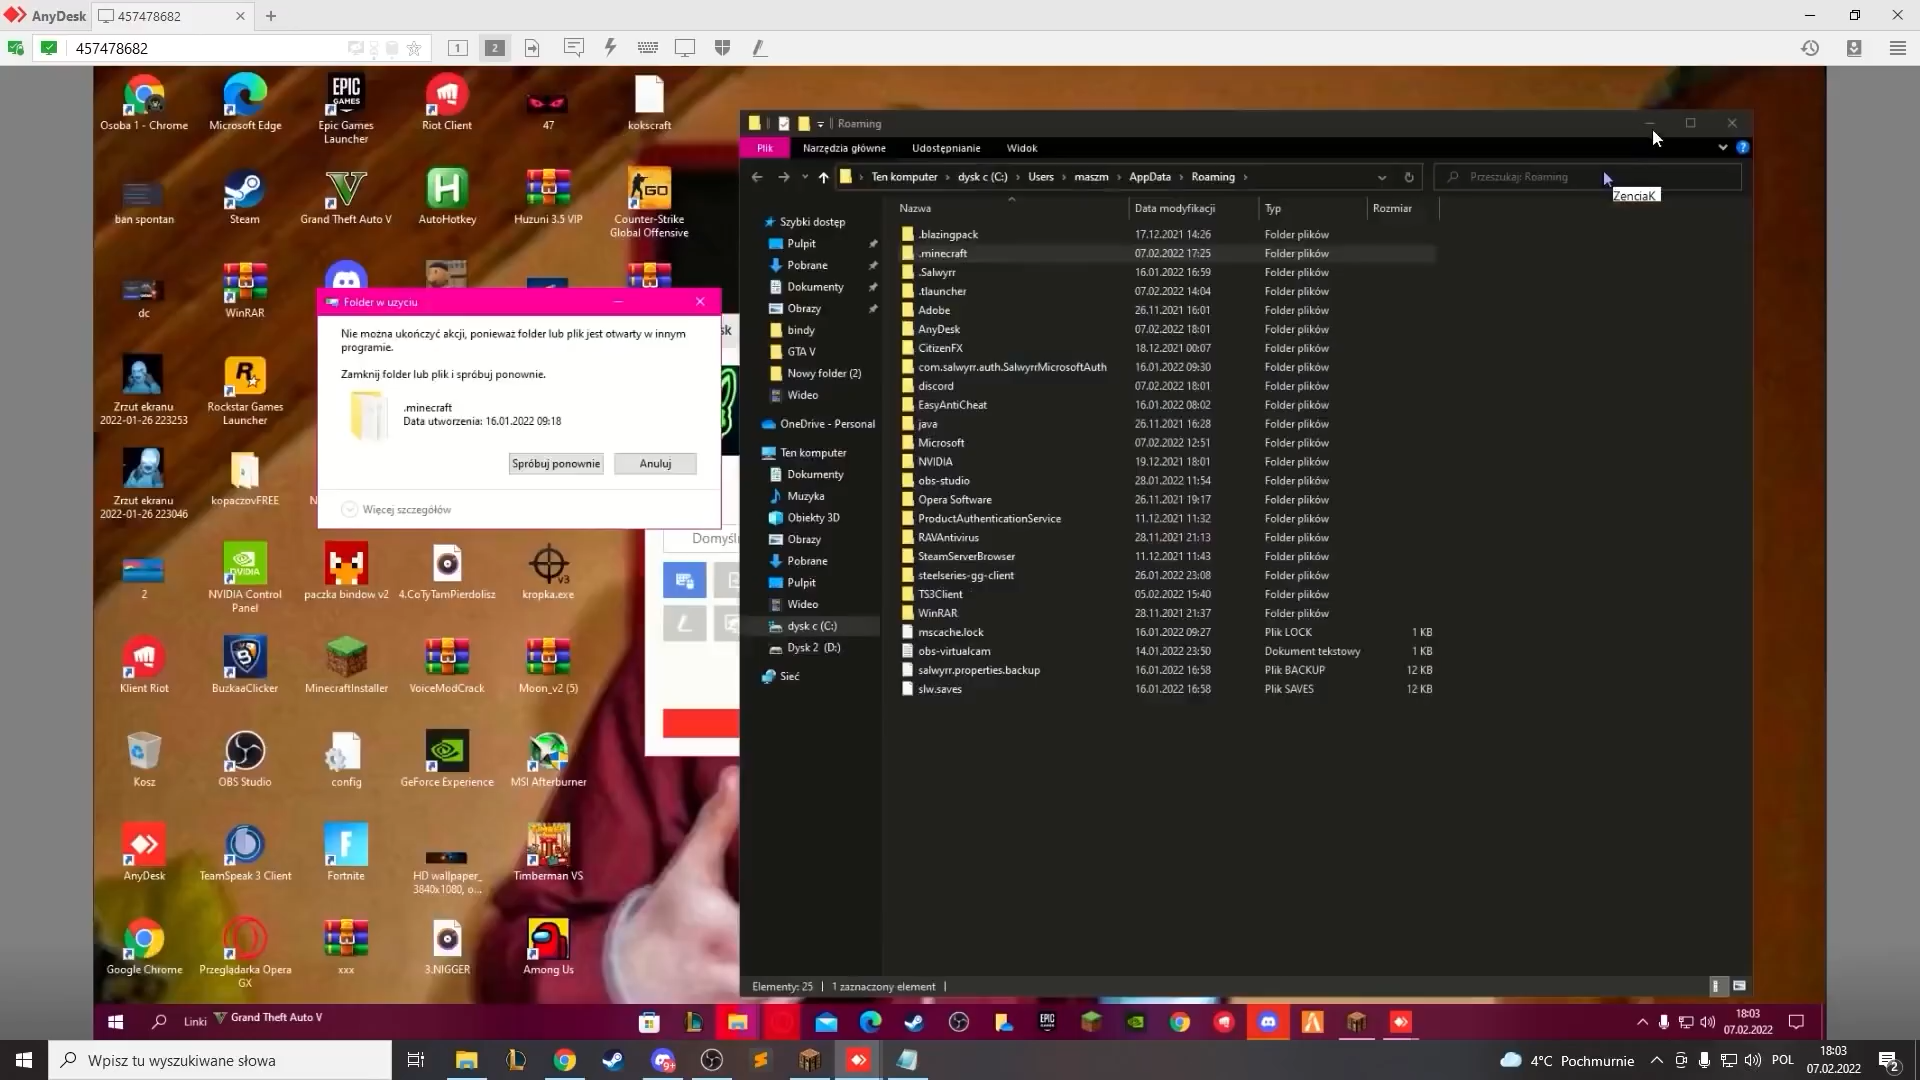 AnyDesk
457478682
457478682
1
2
Osoba 1 - Chrome
Microsoft Edge
Epic Games
Launcher
Riot Client
47
kokscraft
ban spontan
Steam
Grand Theft Auto V
AutoHotkey
Huzuni 3.5 VIP
Counter-Strike
Global Offensive
dc
WinRAR
Zrzut ekranu
2022-01-26 223253
Rockstar Games
Launcher
Zrzut ekranu
2022-01-26 223046
kopaczovFREE
N
Folder w użyciu
Nie można ukończyć akcji, ponieważ folder lub plik jest otwarty w innym
programie.
Zamknij folder lub plik i spróbuj ponownie.
.minecraft
Data utworzenia: 16.01.2022 09:18
Spróbuj ponownie
Anuluj
Więcej szczegółów
sk
Domyśl
2
NVIDIA Control
Panel
paczka bindow v2
4.CoTyTamPierdolisz
kropka.exe
Klient Riot
BuzkaaClicker
MinecraftInstaller
VoiceModCrack
Moon_v2 (5)
Kosz
OBS Studio
config
GeForce Experience
MSI Afterburner
AnyDesk
TeamSpeak 3 Client
Fortnite
HD wallpaper_
3840x1080, o...
Timberman VS
Google Chrome
Przeglądarka Opera
GX
xxx
3.NIGGER
Among Us
Roaming
Plik
Narzędzia główne
Udostępnianie
Widok
Ten komputer
dysk c (C:)
Users
maszm
AppData
Roaming
Przeszukaj: Roaming
ZenciaK
Szybki dostęp
Pulpit
Pobrane
Dokumenty
Obrazy
bindy
GTA V
Nowy folder (2)
Wideo
OneDrive - Personal
Ten komputer
Dokumenty
Muzyka
Obiekty 3D
Obrazy
Pobrane
Pulpit
Wideo
dysk c (C:)
Dysk 2 (D:)
Sieć
Nazwa Data modyfikacji Typ Rozmiar
.blazingpack 17.12.2021 14:26 Folder plików
.minecraft 07.02.2022 17:25 Folder plików
.Salwyrr 16.01.2022 16:59 Folder plików
.tlauncher 07.02.2022 14:04 Folder plików
Adobe 26.11.2021 16:01 Folder plików
AnyDesk 07.02.2022 18:01 Folder plików
CitizenFX 18.12.2021 00:07 Folder plików
com.salwyrr.auth.SalwyrrMicrosoftAuth 16.01.2022 09:30 Folder plików
discord 07.02.2022 18:01 Folder plików
EasyAntiCheat 16.01.2022 08:02 Folder plików
java 26.11.2021 16:28 Folder plików
Microsoft 07.02.2022 12:51 Folder plików
NVIDIA 19.12.2021 18:01 Folder plików
obs-studio 28.01.2022 11:54 Folder plików
Opera Software 26.11.2021 19:17 Folder plików
ProductAuthenticationService 11.12.2021 11:32 Folder plików
RAVAntivirus 28.11.2021 21:13 Folder plików
SteamServerBrowser 11.12.2021 11:43 Folder plików
steelseries-gg-client 26.01.2022 23:08 Folder plików
TS3Client 05.02.2022 15:40 Folder plików
WinRAR 28.11.2021 21:37 Folder plików
mscache.lock 16.01.2022 09:27 Plik LOCK 1 KB
obs-virtualcam 14.01.2022 23:50 Dokument tekstowy 1 KB
salwyrr.properties.backup 16.01.2022 16:58 Plik BACKUP 12 KB
slw.saves 16.01.2022 16:58 Plik SAVES 12 KB
Elementy: 25
1 zaznaczony element
Linki
Grand Theft Auto V
18:03
07.02.2022
Wpisz tu wyszukiwane słowa
4°C Pochmurnie
POL
18:03
07.02.2022
2